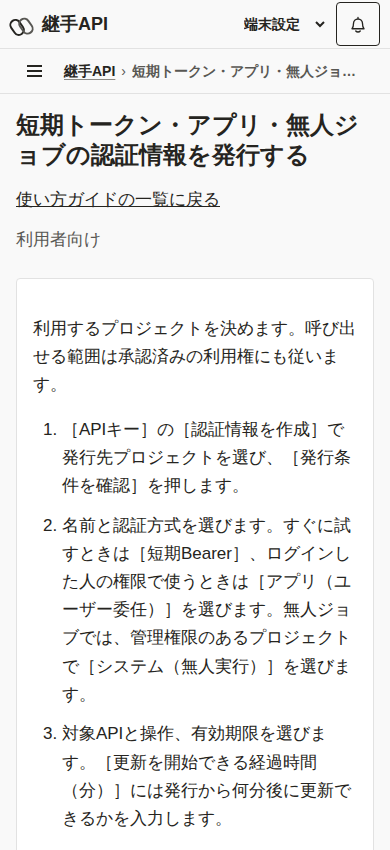 継手API
端末設定
継手API › 短期トークン・アプリ・無人ジョ…
短期トークン・アプリ・無人ジ
ョブの認証情報を発行する
使い方ガイドの一覧に戻る
利用者向け
利用するプロジェクトを決めます。呼び出
せる範囲は承認済みの利用権にも従いま
す。
1. ［APIキー］の［認証情報を作成］で
発行先プロジェクトを選び、［発行条
件を確認］を押します。
2. 名前と認証方式を選びます。すぐに試
すときは［短期Bearer］、ログインし
た人の権限で使うときは［アプリ（ユ
ーザー委任）］を選びます。無人ジョ
ブでは、管理権限のあるプロジェクト
で［システム（無人実行）］を選びま
す。
3. 対象APIと操作、有効期限を選びま
す。［更新を開始できる経過時間
（分）］には発行から何分後に更新で
きるかを入力します。